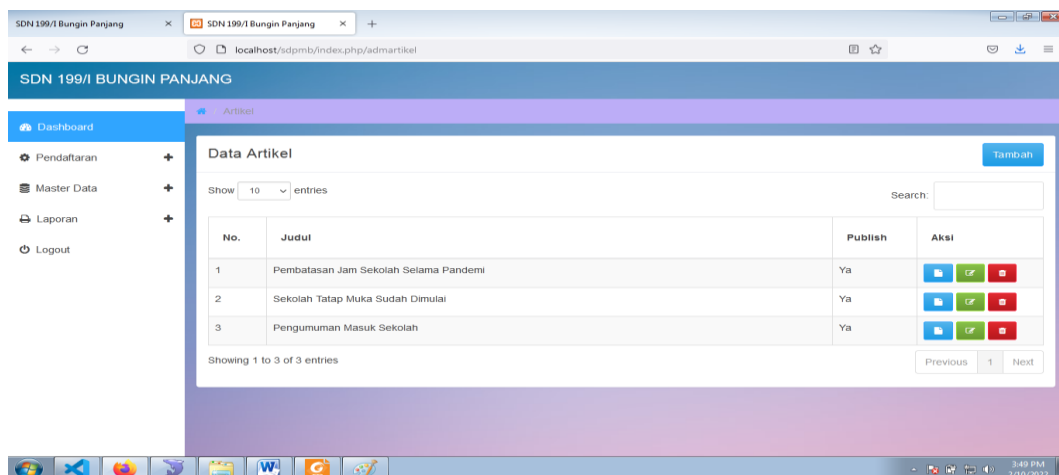 SDN 199/I Bungin Panjang
SDN 199/I Bungin Panjang
localhost/sdpmb/index.php/admartikel
SDN 199/I BUNGIN PANJANG
Artikel
Dashboard
Pendaftaran
Master Data
Laporan
Logout
Data Artikel
Tambah
Show 10 entries
Search:
No. Judul Publish Aksi
1 Pembatasan Jam Sekolah Selama Pandemi Ya
2 Sekolah Tatap Muka Sudah Dimulai Ya
3 Pengumuman Masuk Sekolah Ya
Showing 1 to 3 of 3 entries
Previous 1 Next
3:49 PM